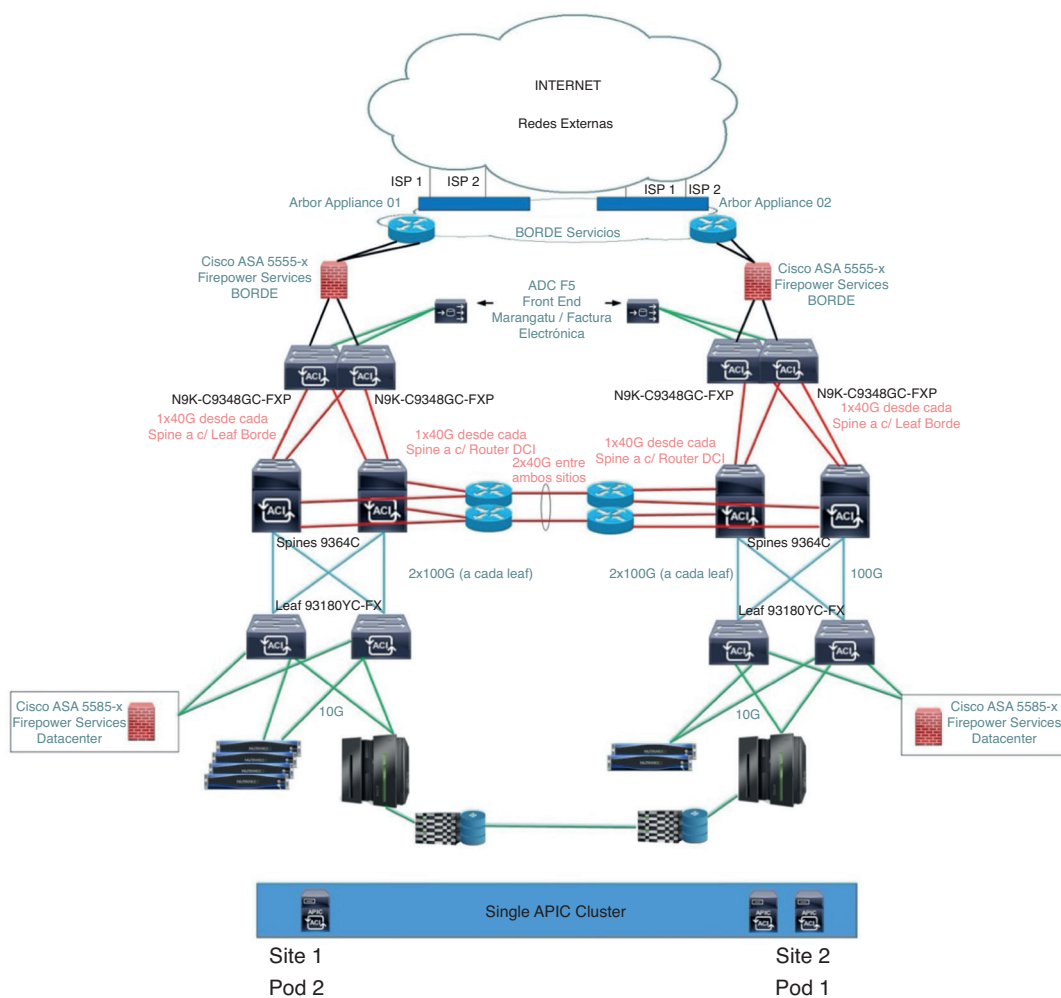 INTERNET
Redes Externas
ISP 1
ISP 2
ISP 1
ISP 2
Arbor Appliance 01
Arbor Appliance 02
BORDE Servicios
Cisco ASA 5555-x
Firepower Services
BORDE
ADC F5
Front End
Marangatu / Factura
Electrónica
Cisco ASA 5555-x
Firepower Services
BORDE
ACI
ACI
ACI
ACI
N9K-C9348GC-FXP
N9K-C9348GC-FXP
N9K-C9348GC-FXP
N9K-C9348GC-FXP
1x40G desde cada
Spine a c/ Leaf Borde
1x40G desde cada
Spine a c/ Router DCI
2x40G entre
ambos sitios
1x40G desde cada
Spine a c/ Router DCI
1x40G desde cada
Spine a c/ Leaf Borde
ACI
ACI
ACI
ACI
Spines 9364C
Spines 9364C
2x100G (a cada leaf)
2x100G (a cada leaf)
100G
Leaf 93180YC-FX
Leaf 93180YC-FX
ACI
ACI
ACI
ACI
Cisco ASA 5585-x
Firepower Services
Datacenter
10G
10G
Cisco ASA 5585-x
Firepower Services
Datacenter
APIC
ACI
Single APIC Cluster
APIC
ACI
APIC
ACI
Site 1
Pod 2
Site 2
Pod 1